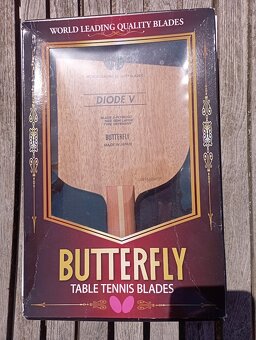 WORLD LEADING QUALITY BLADES
DIODE V
BUTTERFLY
MADE IN JAPAN
BUTTERFLY
TABLE TENNIS BLADES